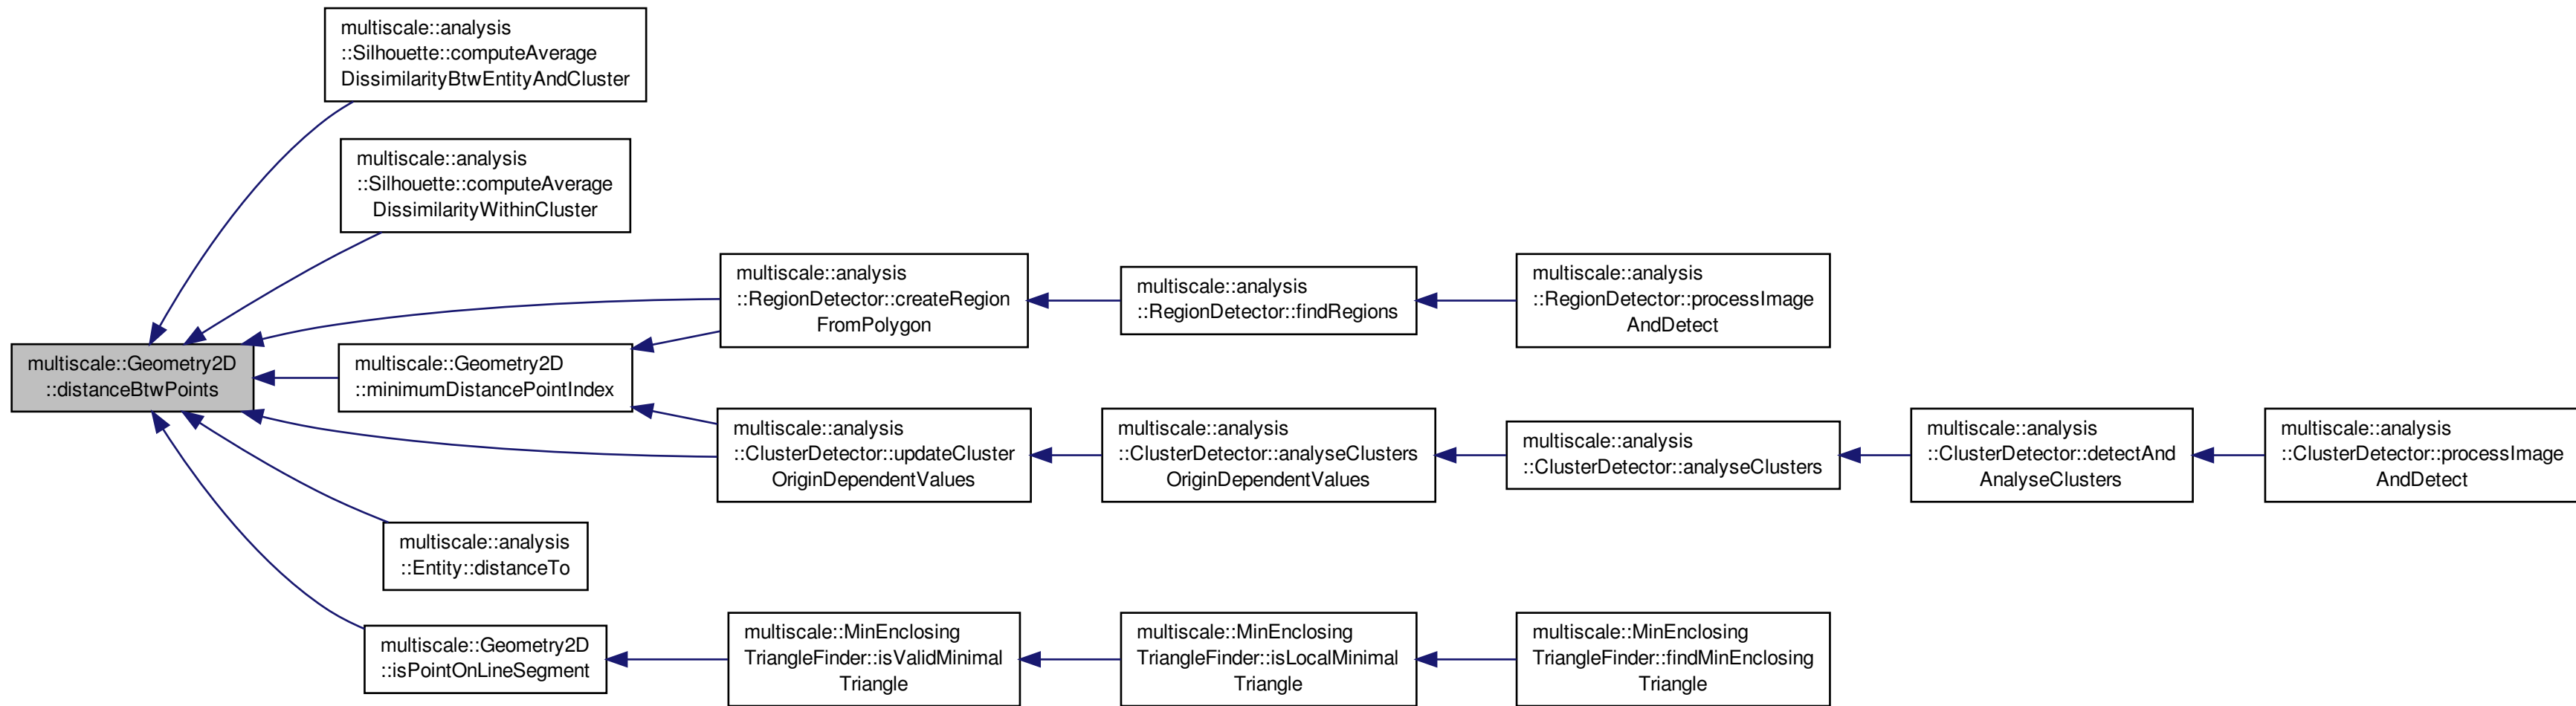 multiscale::analysis
::Silhouette::computeAverage
DissimilarityBtwEntityAndCluster
multiscale::analysis
::Silhouette::computeAverage
DissimilarityWithinCluster
multiscale::analysis
::RegionDetector::createRegion
FromPolygon
multiscale::analysis
::RegionDetector::findRegions
multiscale::analysis
::RegionDetector::processImage
AndDetect
multiscale::Geometry2D
::distanceBtwPoints
multiscale::Geometry2D
::minimumDistancePointIndex
multiscale::analysis
::ClusterDetector::updateCluster
OriginDependentValues
multiscale::analysis
::ClusterDetector::analyseClusters
OriginDependentValues
multiscale::analysis
::ClusterDetector::analyseClusters
multiscale::analysis
::ClusterDetector::detectAnd
AnalyseClusters
multiscale::analysis
::ClusterDetector::processImage
AndDetect
multiscale::analysis
::Entity::distanceTo
multiscale::Geometry2D
::isPointOnLineSegment
multiscale::MinEnclosing
TriangleFinder::isValidMinimal
Triangle
multiscale::MinEnclosing
TriangleFinder::isLocalMinimal
Triangle
multiscale::MinEnclosing
TriangleFinder::findMinEnclosing
Triangle